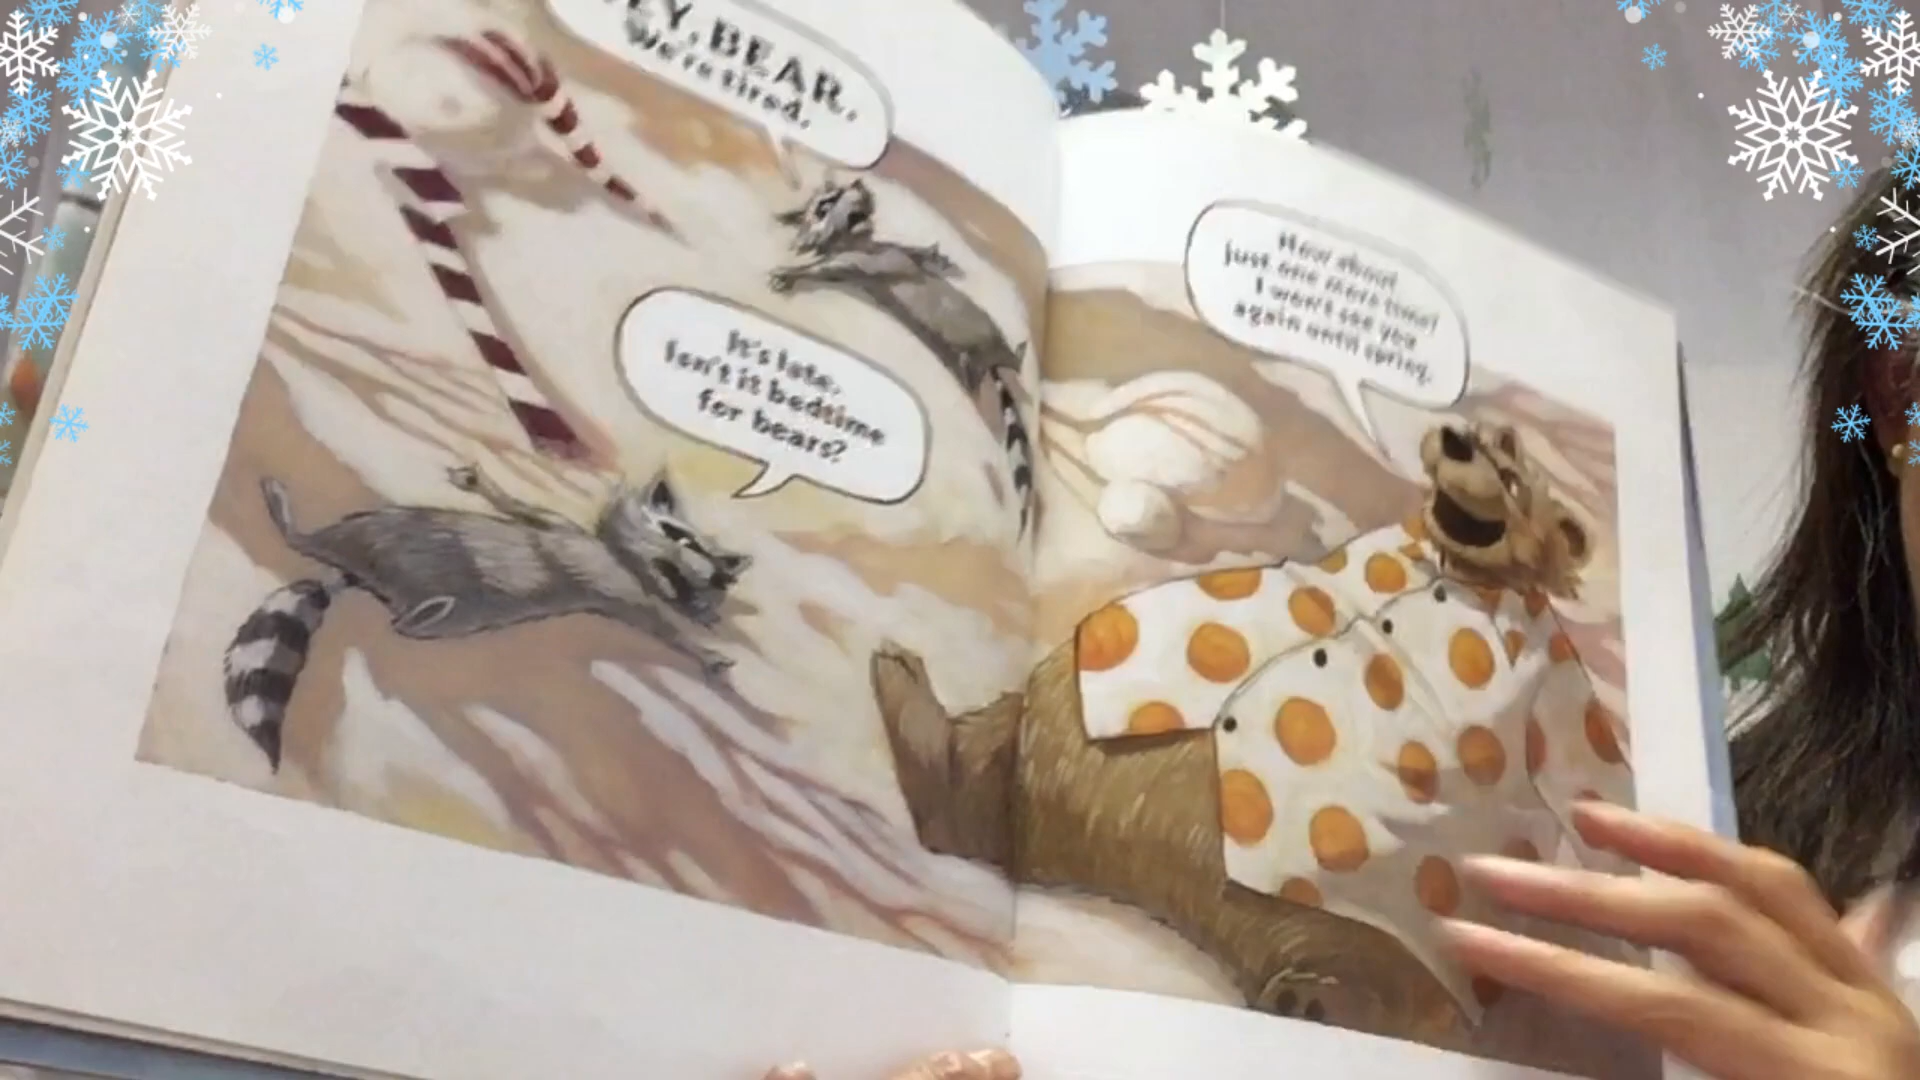 EY, BEAR,
We're tired.
It's late.
Isn't it bedtime
for bears?
How about
just one more time?
I won't see you
again until spring.